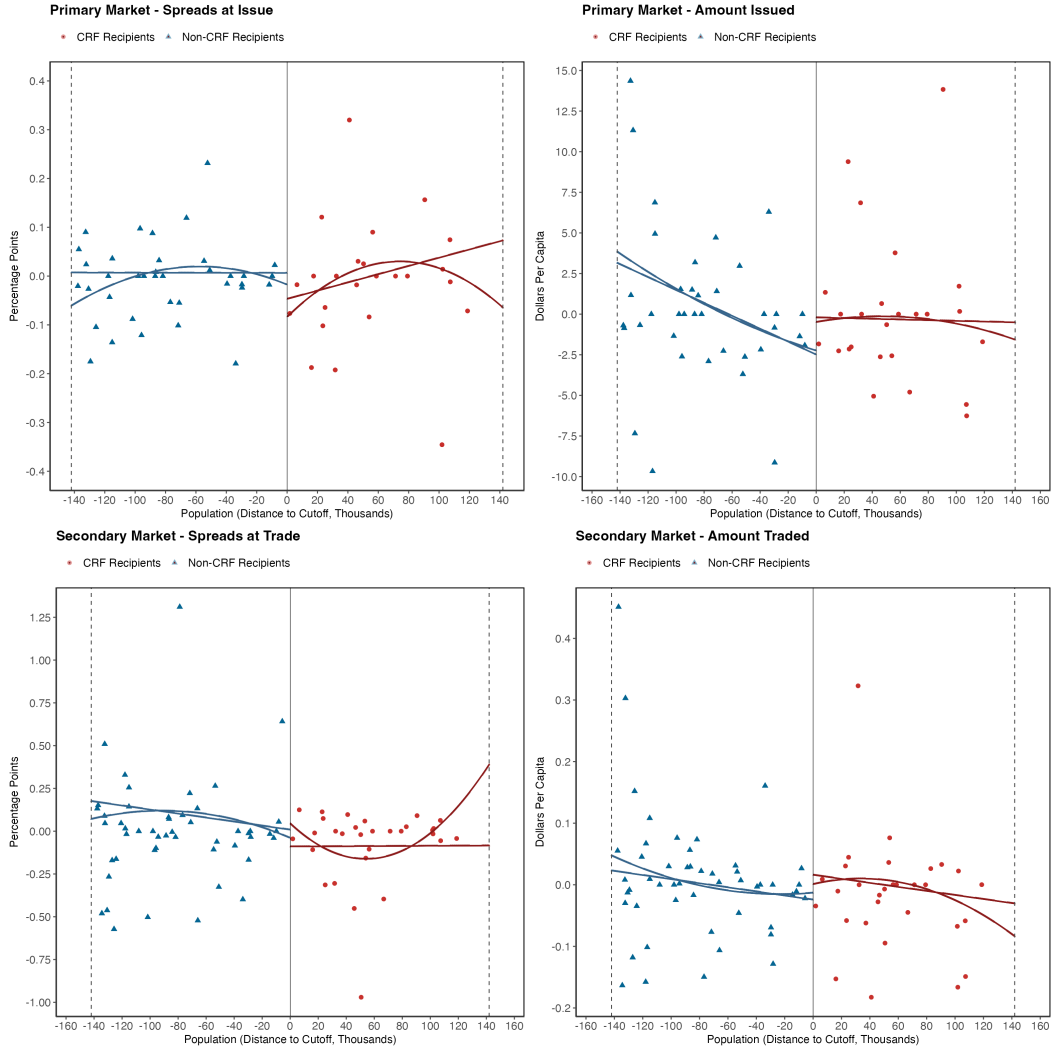 Primary Market - Spreads at Issue
CRF Recipients Non-CRF Recipients
Percentage Points
0.4
0.3
0.2
0.1
0.0
-0.1
-0.2
-0.3
-0.4
-140 -120 -100 -80 -60 -40 -20 0 20 40 60 80 100 120 140
Population (Distance to Cutoff, Thousands)
Primary Market - Amount Issued
CRF Recipients Non-CRF Recipients
Dollars Per Capita
15.0
12.5
10.0
7.5
5.0
2.5
0.0
-2.5
-5.0
-7.5
-10.0
-160 -140 -120 -100 -80 -60 -40 -20 0 20 40 60 80 100 120 140 160
Population (Distance to Cutoff, Thousands)
Secondary Market - Spreads at Trade
CRF Recipients Non-CRF Recipients
Percentage Points
1.25
1.00
0.75
0.50
0.25
0.00
-0.25
-0.50
-0.75
-1.00
-160 -140 -120 -100 -80 -60 -40 -20 0 20 40 60 80 100 120 140 160
Population (Distance to Cutoff, Thousands)
Secondary Market - Amount Traded
CRF Recipients Non-CRF Recipients
Dollars Per Capita
0.4
0.3
0.2
0.1
0.0
-0.1
-0.2
-160 -140 -120 -100 -80 -60 -40 -20 0 20 40 60 80 100 120 140 160
Population (Distance to Cutoff, Thousands)